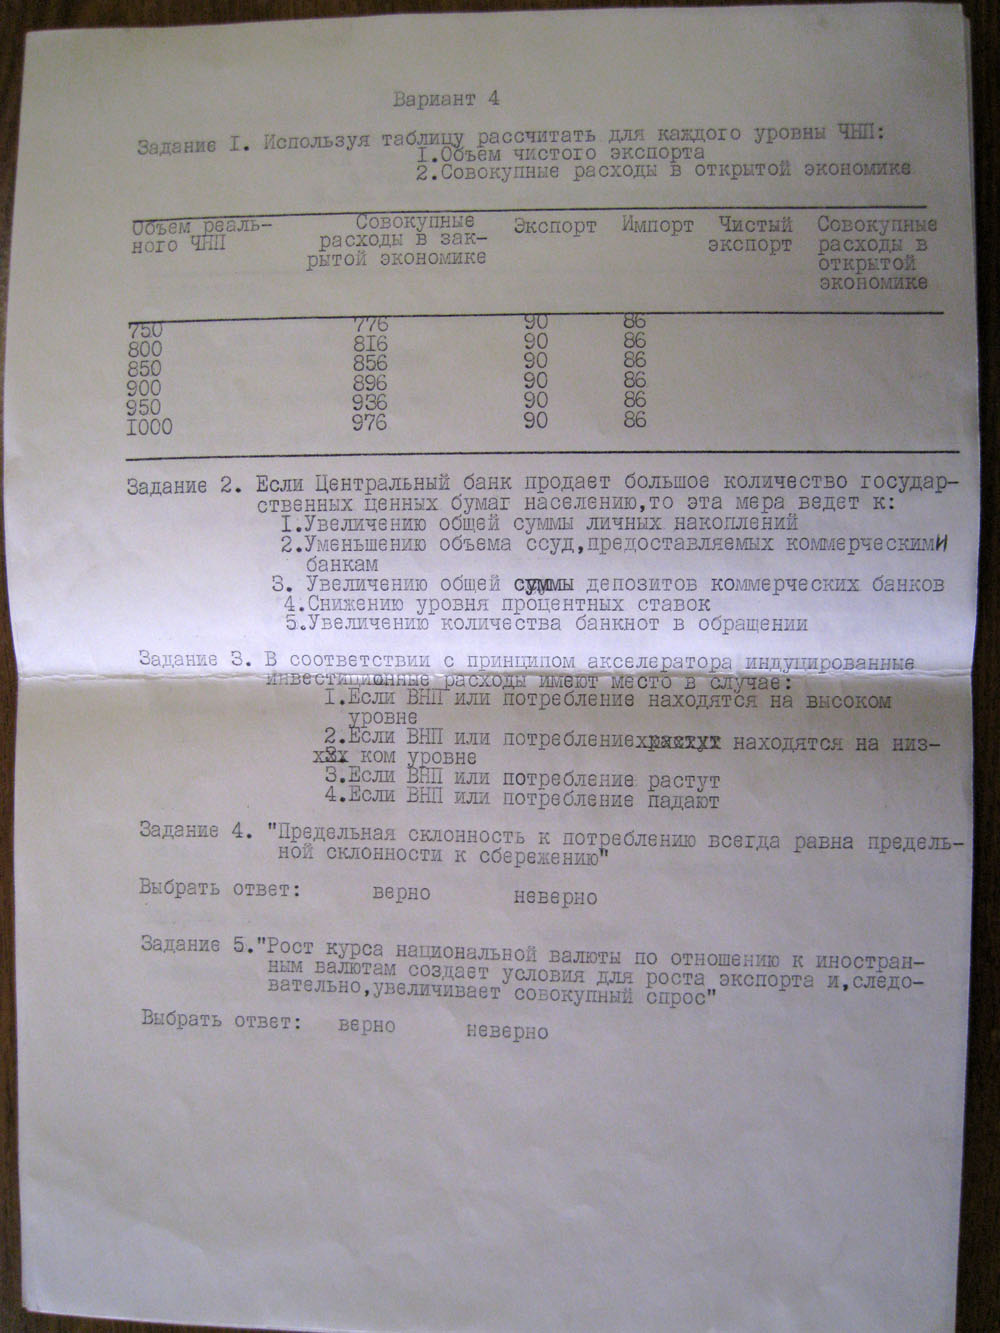 Вариант 4
Задание I. Используя таблицу рассчитать для каждого уровны ЧНП:
I.Объем чистого экспорта
2.Совокупные расходы в открытой экономике
Объем реаль- Совокупные Экспорт Импорт Чистый Совокупные
ного ЧНП расходы в зак- экспорт расходы в
рытой экономике открытой
экономике
750 776 90 86
800 816 90 86
850 856 90 86
900 896 90 86
950 936 90 86
I000 976 90 86
Задание 2. Если Центральный банк продает большое количество государ-
ственных ценных бумаг населению,то эта мера ведет к:
I.Увеличению общей суммы личных накоплений
2.Уменьшению объема ссуд,предоставляемых коммерческими
банкам
3. Увеличению общей суммы депозитов коммерческих банков
4.Снижению уровня процентных ставок
5.Увеличению количества банкнот в обращении
Задание 3. В соответствии с принципом акселератора индуцированные
инвестиционные расходы имеют место в случае:
I.Если ВНП или потребление находятся на высоком
уровне
2.Если ВНП или потребление находятся на низ-
ком уровне
3.Если ВНП или потребление растут
4.Если ВНП или потребление падают
Задание 4. "Предельная склонность к потреблению всегда равна предель-
ной склонности к сбережению"
Выбрать ответ: верно неверно
Задание 5."Рост курса национальной валюты по отношению к иностран-
ным валютам создает условия для роста экспорта и,следо-
вательно,увеличивает совокупный спрос"
Выбрать ответ: верно неверно